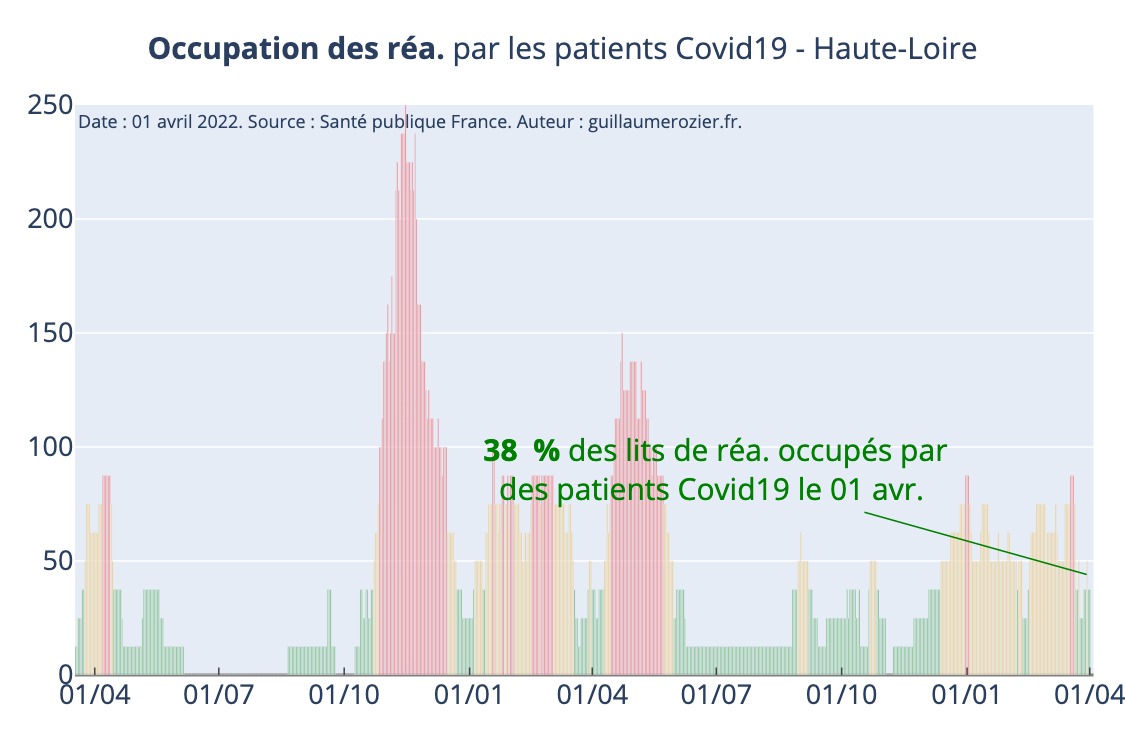 Occupation des réa. par les patients Covid19 - Haute-Loire
250
Date : 01 avril 2022. Source : Santé publique France. Auteur : guillaumerozier.fr.
200
150
100
38 % des lits de réa. occupés par
des patients Covid19 le 01 avr.
50
0
01/04 01/07 01/10 01/01 01/04 01/07 01/10 01/01 01/04